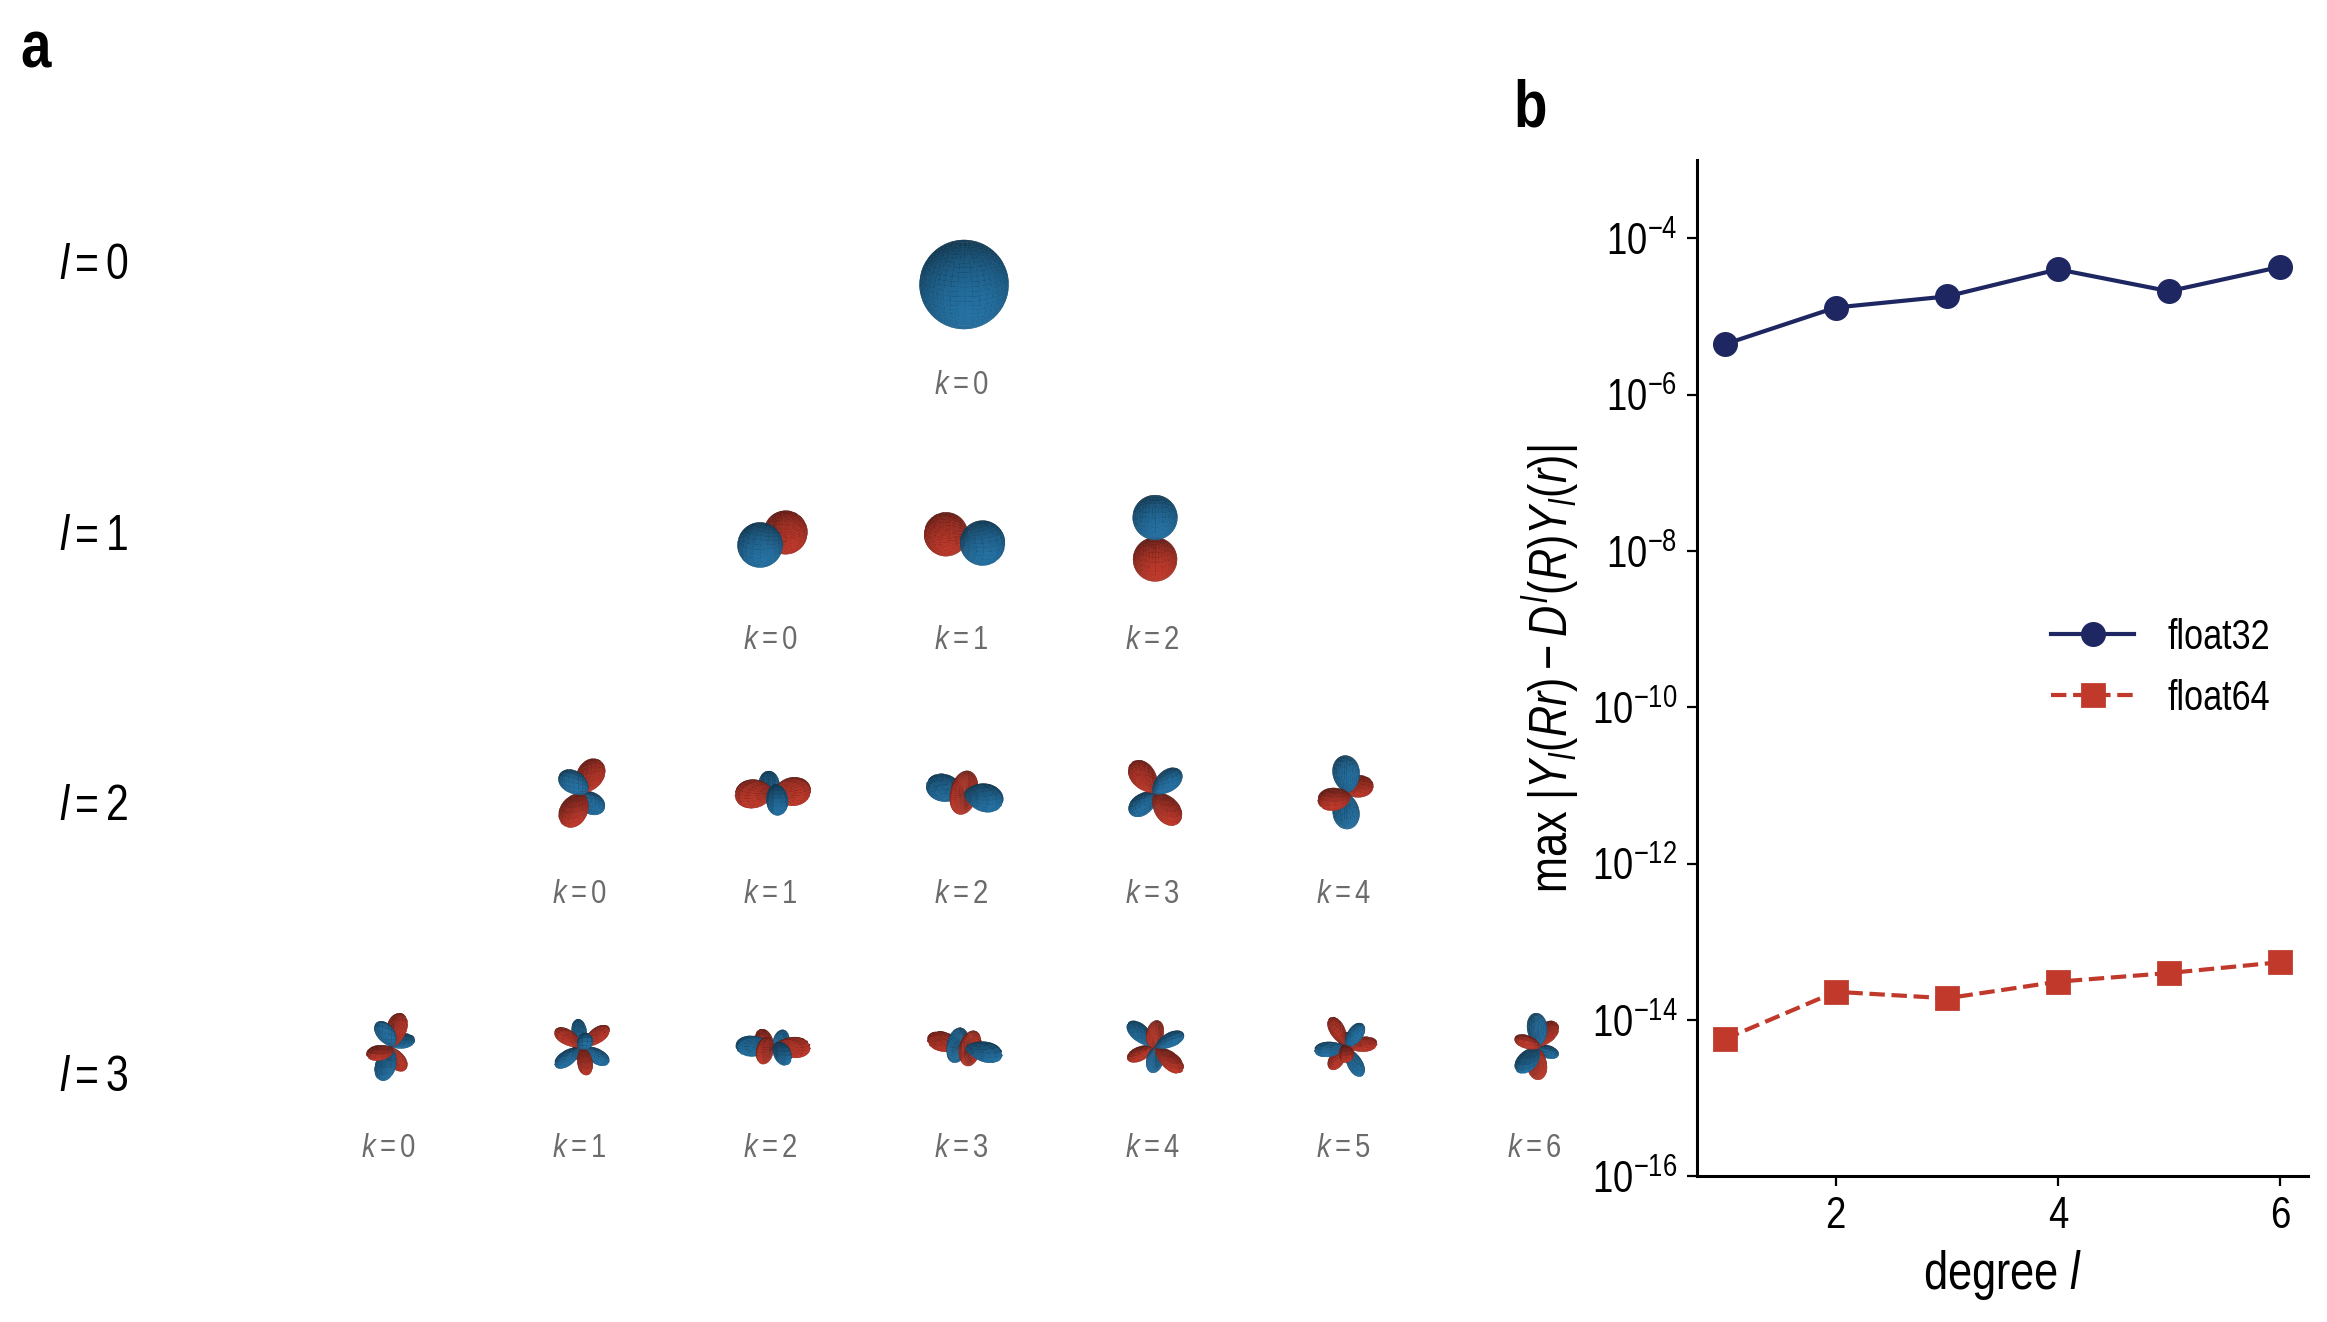 a
l = 0
k = 0
l = 1
k = 0 k = 1 k = 2
l = 2
k = 0 k = 1 k = 2 k = 3 k = 4
l = 3
k = 0 k = 1 k = 2 k = 3 k = 4 k = 5 k = 6
b
max |Y_l(Rr) − D^l(R)Y_l(r)|
10^−4
10^−6
10^−8
10^−10
10^−12
10^−14
10^−16
float32
float64
2 4 6
degree l